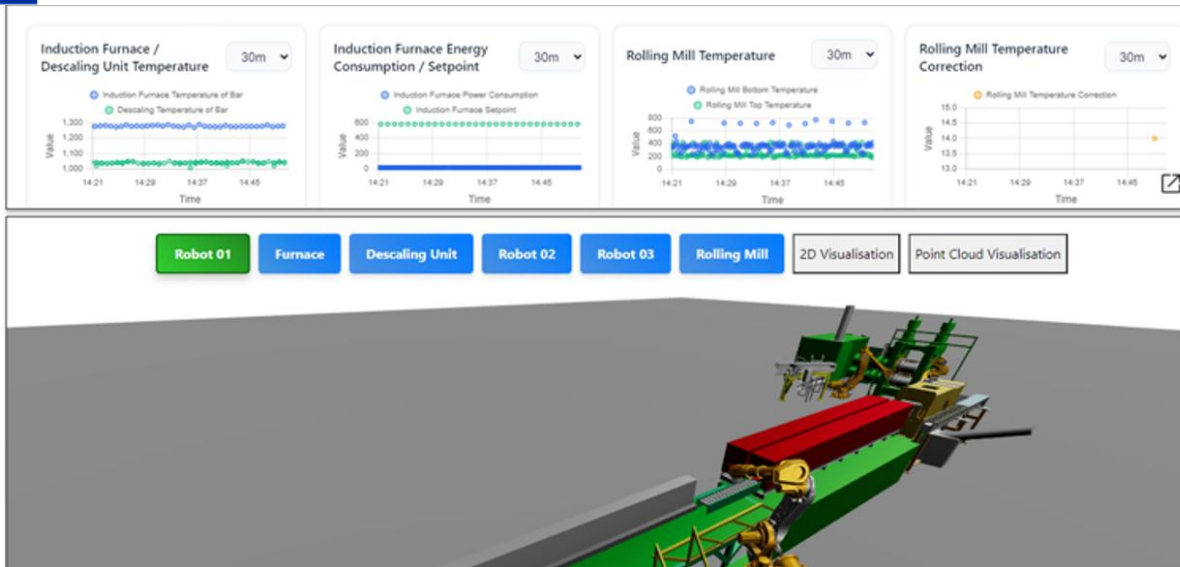 Induction Furnace /
Descaling Unit Temperature
30m
Induction Furnace Temperature of Bar
Descaling Temperature of Bar
Value
1,300
1,200
1,100
1,000
14:21
14:29
14:37
14:45
Time
Induction Furnace Energy
Consumption / Setpoint
30m
Induction Furnace Power Consumption
Induction Furnace Setpoint
Value
600
400
200
0
14:21
14:29
14:37
14:45
Time
Rolling Mill Temperature
30m
Rolling Mill Bottom Temperature
Rolling Mill Top Temperature
Value
800
600
400
200
0
14:21
14:29
14:37
14:45
Time
Rolling Mill Temperature
Correction
30m
Rolling Mill Temperature Correction
Value
15.0
14.5
14.0
13.5
13.0
14:21
14:29
14:37
14:45
Time
Robot 01
Furnace
Descaling Unit
Robot 02
Robot 03
Rolling Mill
2D Visualisation
Point Cloud Visualisation